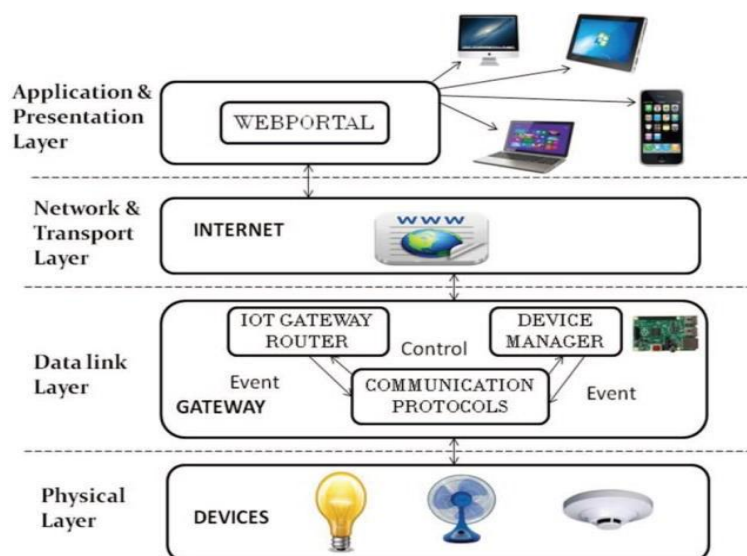 Application &
Presentation
Layer
WEBPORTAL
Network &
Transport
Layer
INTERNET
WWW
Data link
Layer
IOT GATEWAY
ROUTER
Control
DEVICE
MANAGER
Event
COMMUNICATION
PROTOCOLS
Event
GATEWAY
Physical
Layer
DEVICES